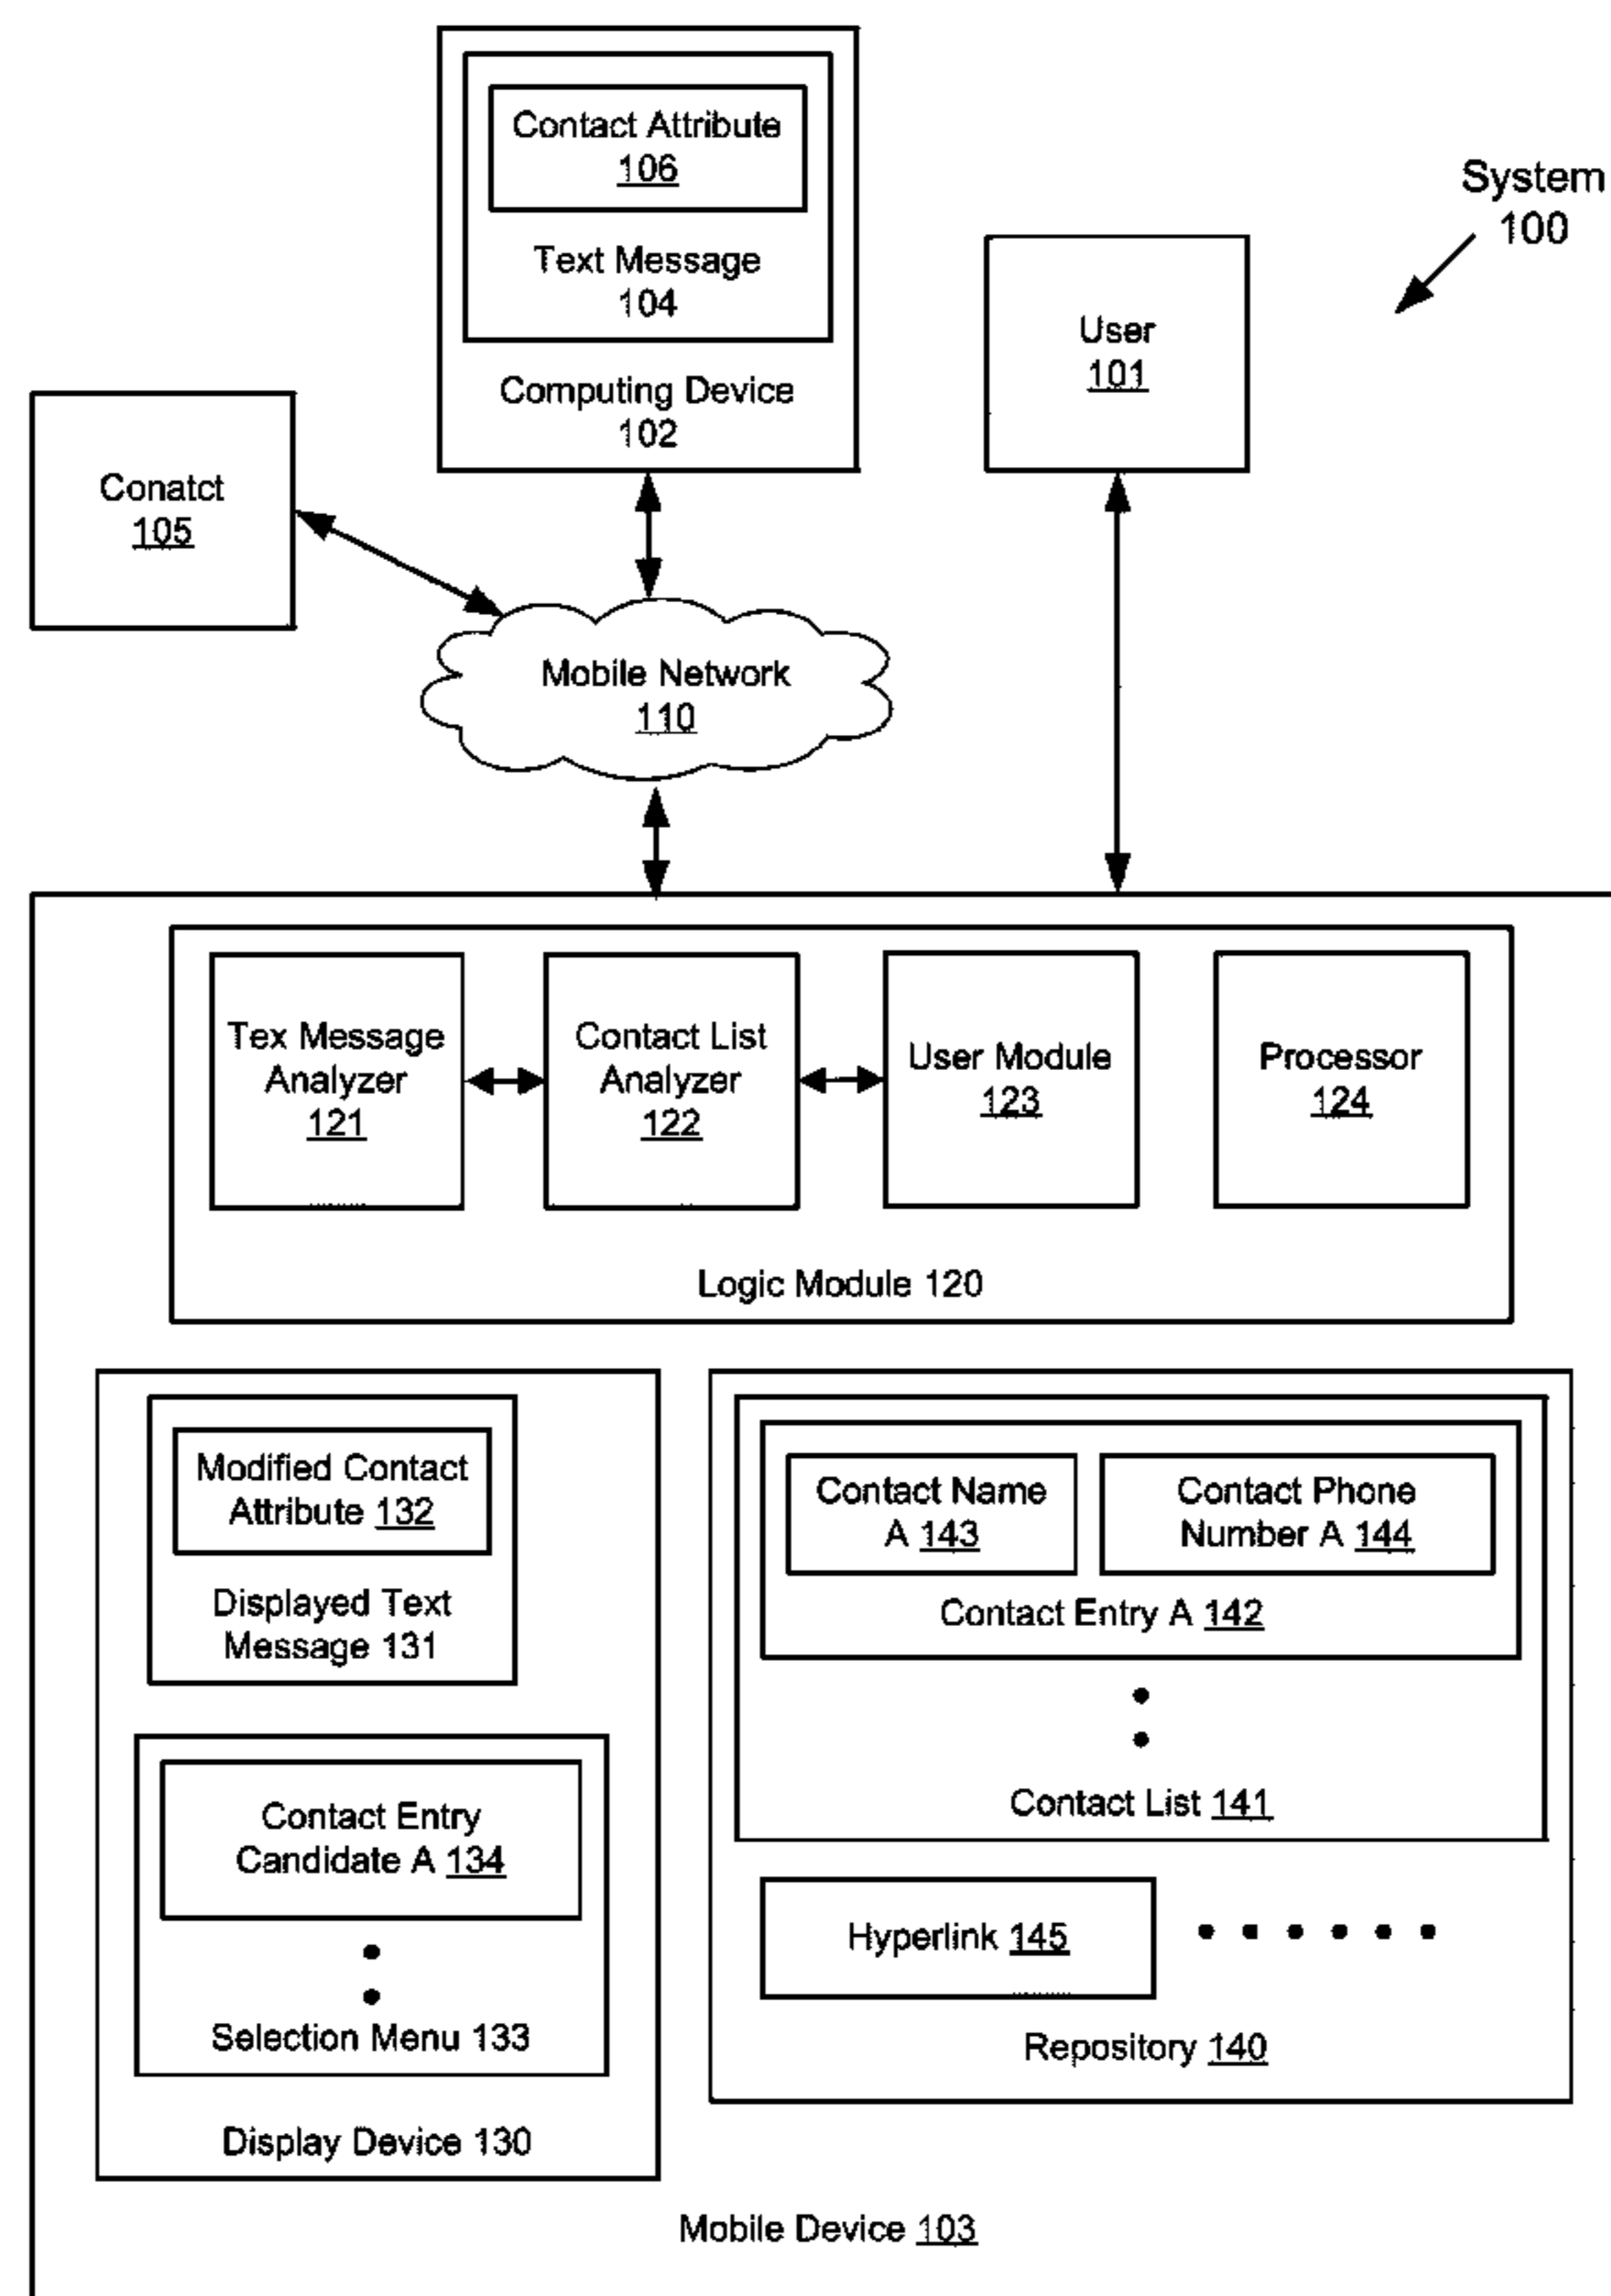 Contact Attribute
106
Text Message
104
Computing Device
102
System
100
User
101
Conatct
105
Mobile Network
110
Tex Message
Analyzer
121
Contact List
Analyzer
122
User Module
123
Processor
124
Logic Module 120
Modified Contact
Attribute 132
Displayed Text
Message 131
Contact Entry
Candidate A 134
Selection Menu 133
Display Device 130
Contact Name
A 143
Contact Phone
Number A 144
Contact Entry A 142
Contact List 141
Hyperlink 145
Repository 140
Mobile Device 103